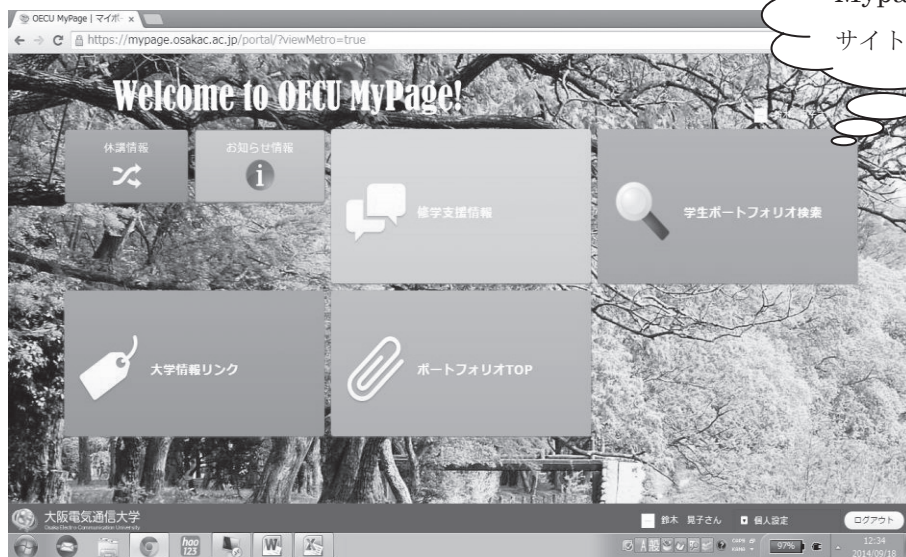 Mypa
サイト
OECU MyPage | マイポー
https://mypage.osakac.ac.jp/portal/?viewMetro=true
Welcome to OECU MyPage!
休講情報
お知らせ情報
修学支援情報
学生ポートフォリオ検索
大学情報リンク
ポートフォリオTOP
大阪電気通信大学
Osaka Electro-Communication University
鈴木 晃子さん
個人設定
ログアウト
hao
123
CAPS
KANA
97%
12:34
2014/09/18